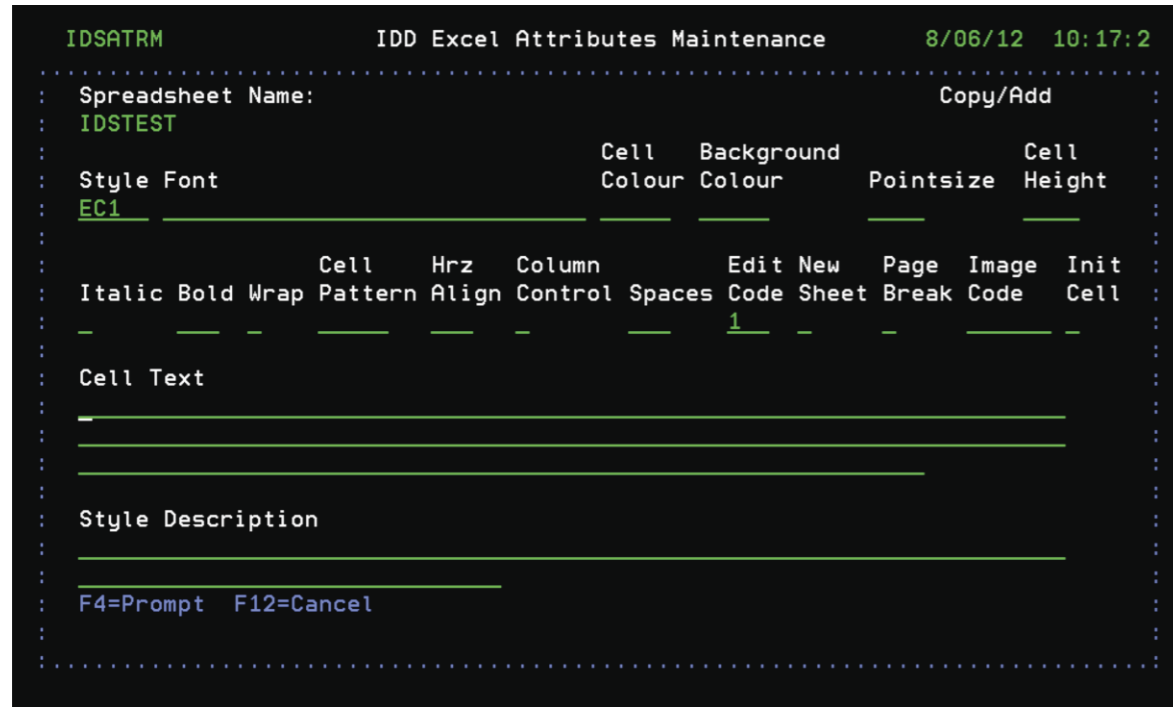 IDSATRM IDD Excel Attributes Maintenance 8/06/12 10:17:2
Spreadsheet Name: Copy/Add
IDSTEST
Cell Background Cell
Style Font Colour Colour Pointsize Height
EC1
Cell Hrz Column Edit New Page Image Init
Italic Bold Wrap Pattern Align Control Spaces Code Sheet Break Code Cell
1
Cell Text
Style Description
F4=Prompt F12=Cancel